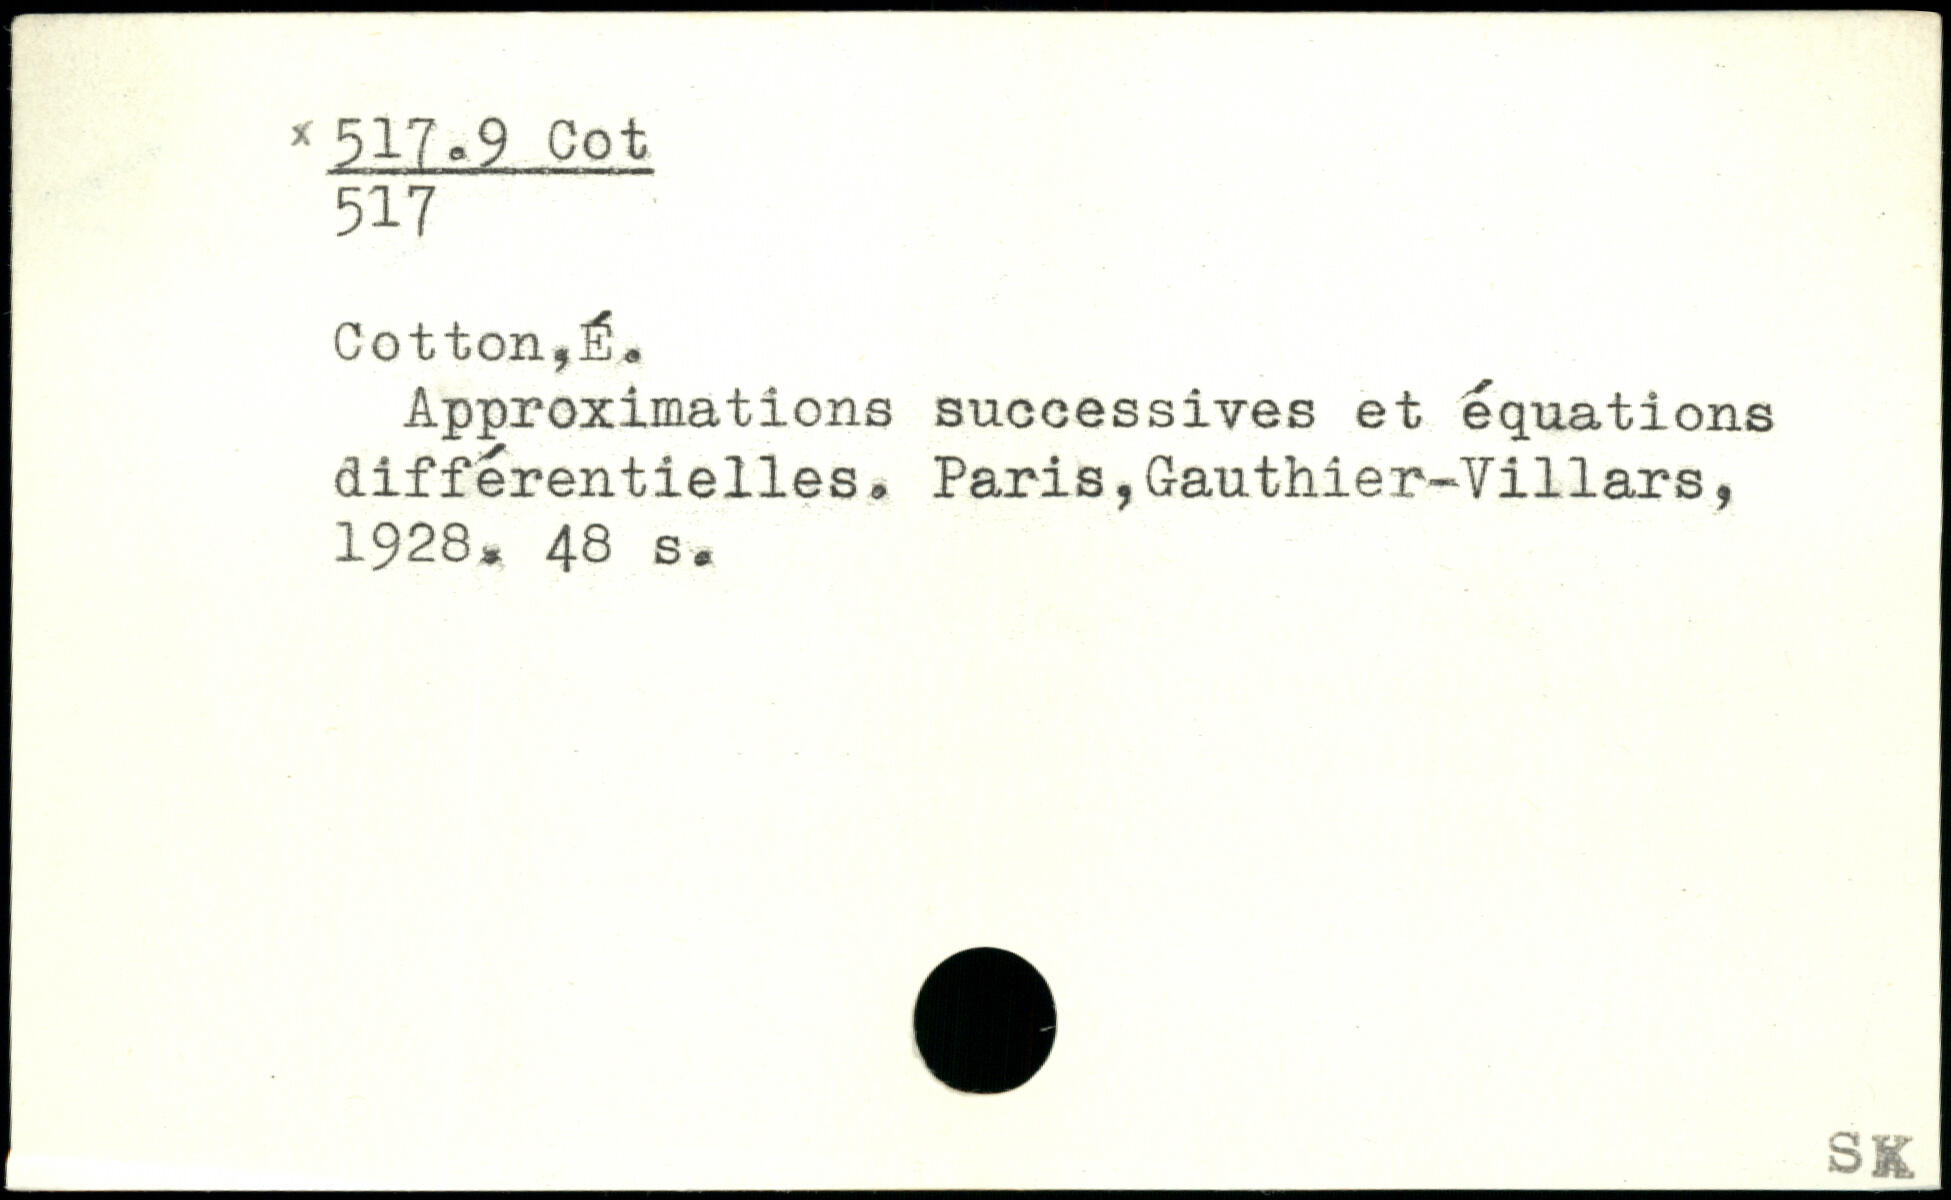 x 517.9 Cot
517
Cotton,É.
Approximations successives et équations
différentielles. Paris,Gauthier-Villars,
1928. 48 s.
SK